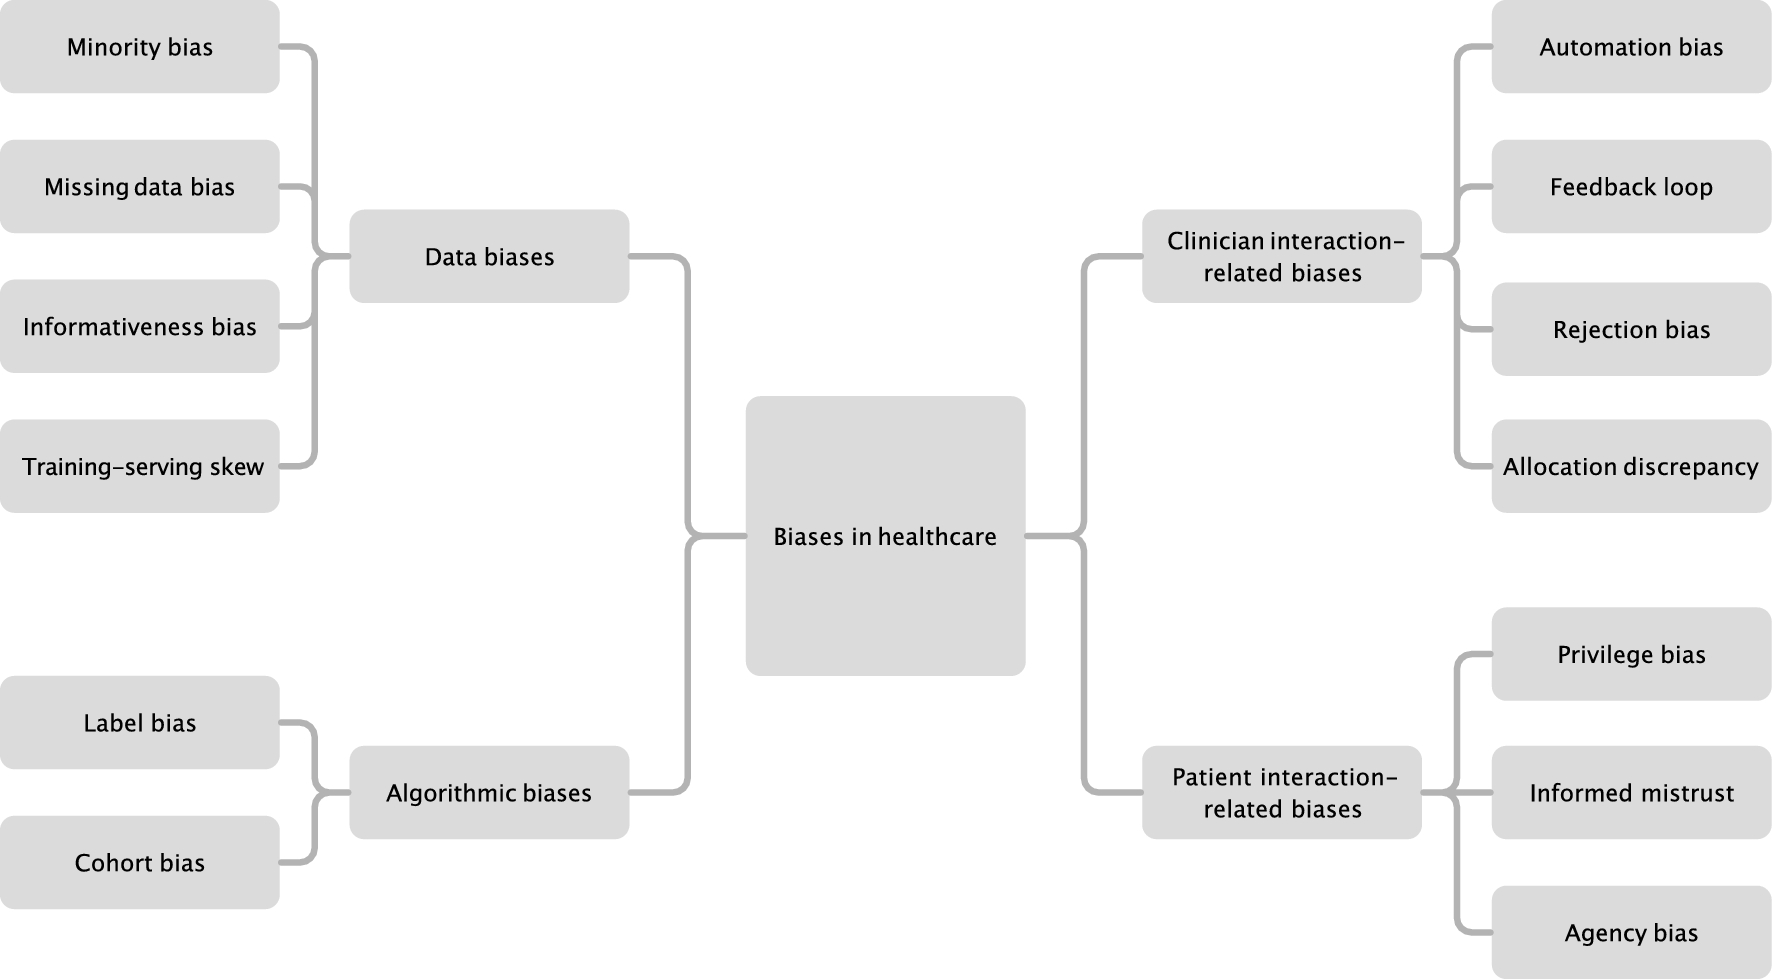 Minority bias
Missing data bias
Informativeness bias
Training-serving skew
Data biases
Label bias
Cohort bias
Algorithmic biases
Biases in healthcare
Clinician interaction-
related biases
Automation bias
Feedback loop
Rejection bias
Allocation discrepancy
Patient interaction-
related biases
Privilege bias
Informed mistrust
Agency bias